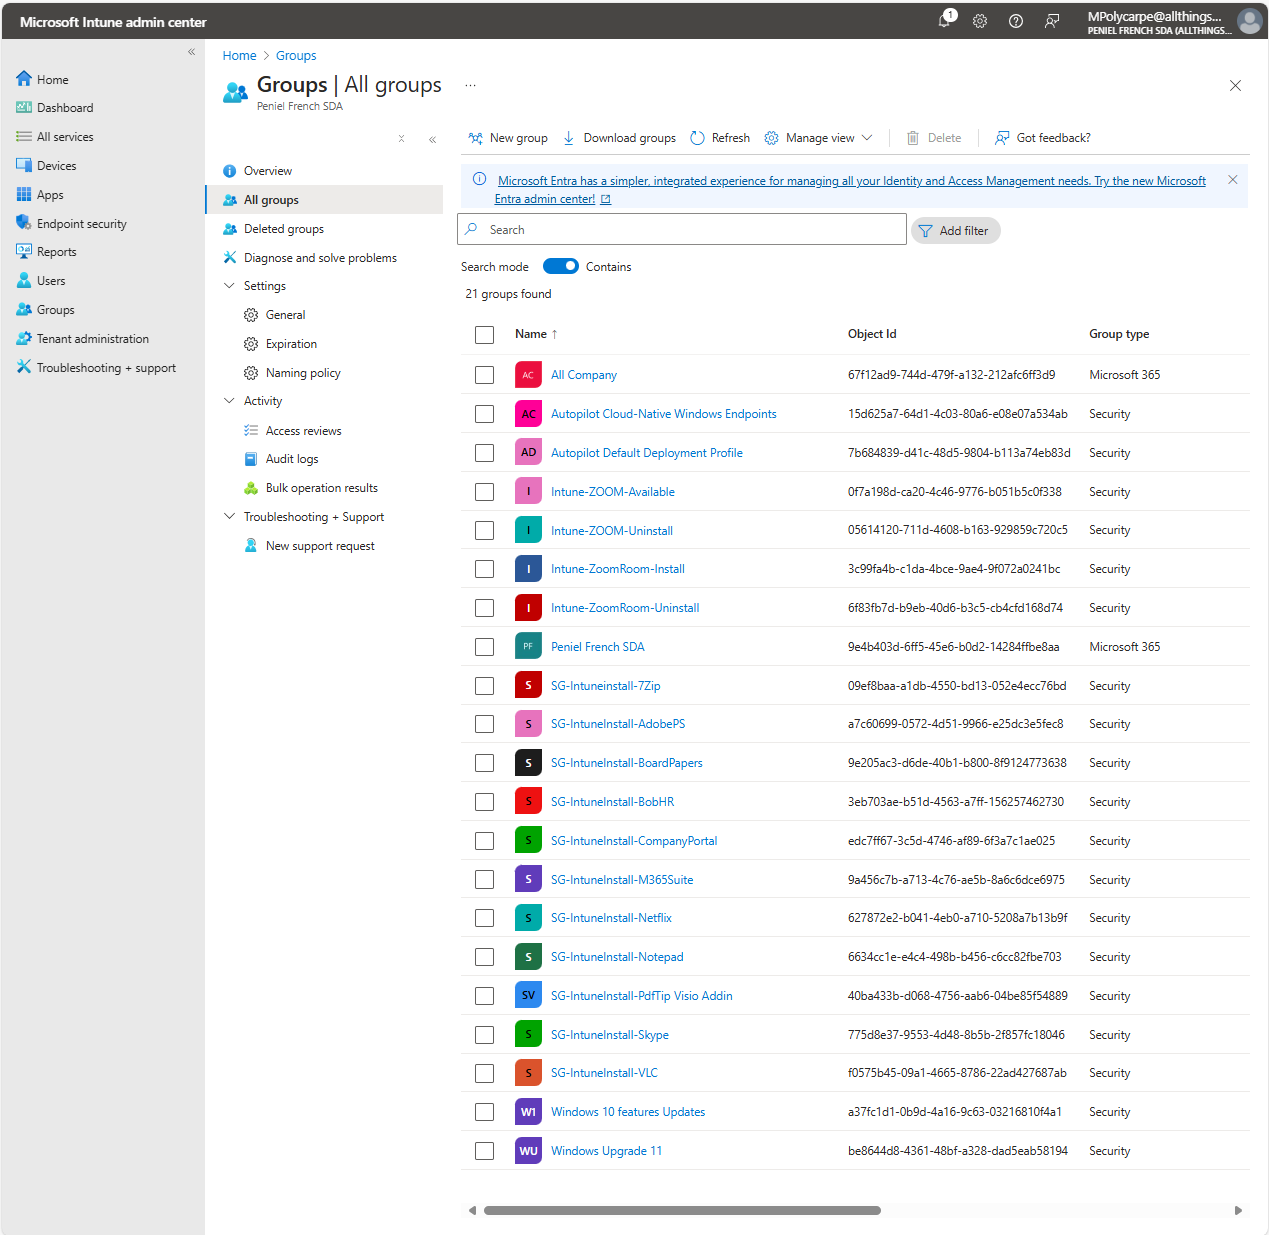 Microsoft Intune admin center
1
MPolycarpe@allthings...
PENIEL FRENCH SDA (ALLTHINGS...
«
Home
Dashboard
All services
Devices
Apps
Endpoint security
Reports
Users
Groups
Tenant administration
Troubleshooting + support
Home > Groups
Groups | All groups ...
Peniel French SDA
«
Overview
All groups
Deleted groups
Diagnose and solve problems
Settings
General
Expiration
Naming policy
Activity
Access reviews
Audit logs
Bulk operation results
Troubleshooting + Support
New support request
New group Download groups Refresh Manage view Delete Got feedback?
Microsoft Entra has a simpler, integrated experience for managing all your Identity and Access Management needs. Try the new Microsoft
Entra admin center!
Search Add filter
Search mode Contains
21 groups found
Name ↑ Object Id Group type
AC All Company 67f12ad9-744d-479f-a132-212afc6ff3d9 Microsoft 365
AC Autopilot Cloud-Native Windows Endpoints 15d625a7-64d1-4c03-80a6-e08e07a534ab Security
AD Autopilot Default Deployment Profile 7b684839-d41c-48d5-9804-b113a74eb83d Security
I Intune-ZOOM-Available 0f7a198d-ca20-4c46-9776-b051b5c0f338 Security
I Intune-ZOOM-Uninstall 05614120-711d-4608-b163-929859c720c5 Security
I Intune-ZoomRoom-Install 3c99fa4b-c1da-4bce-9ae4-9f072a0241bc Security
I Intune-ZoomRoom-Uninstall 6f83fb7d-b9eb-40d6-b3c5-cb4cfd168d74 Security
PF Peniel French SDA 9e4b403d-6ff5-45e6-b0d2-14284ffbe8aa Microsoft 365
S SG-Intuneinstall-7Zip 09ef8baa-a1db-4550-bd13-052e4ecc76bd Security
S SG-IntuneInstall-AdobePS a7c60699-0572-4d51-9966-e25dc3e5fec8 Security
S SG-IntuneInstall-BoardPapers 9e205ac3-d6de-40b1-b800-8f9124773638 Security
S SG-IntuneInstall-BobHR 3eb703ae-b51d-4563-a7ff-156257462730 Security
S SG-IntuneInstall-CompanyPortal edc7ff67-3c5d-4746-af89-6f3a7c1ae025 Security
S SG-IntuneInstall-M365Suite 9a456c7b-a713-4c76-ae5b-8a6c6dce6975 Security
S SG-IntuneInstall-Netflix 627872e2-b041-4eb0-a710-5208a7b13b9f Security
S SG-IntuneInstall-Notepad 6634cc1e-e4c4-498b-b456-c6cc82fbe703 Security
SV SG-IntuneInstall-PdfTip Visio Addin 40ba433b-d068-4756-aab6-04be85f54889 Security
S SG-IntuneInstall-Skype 775d8e37-9553-4d48-8b5b-2f857fc18046 Security
S SG-IntuneInstall-VLC f0575b45-09a1-4665-8786-22ad427687ab Security
W1 Windows 10 features Updates a37fc1d1-0b9d-4a16-9c63-03216810f4a1 Security
WU Windows Upgrade 11 be8644d8-4361-48bf-a328-dad5eab58194 Security